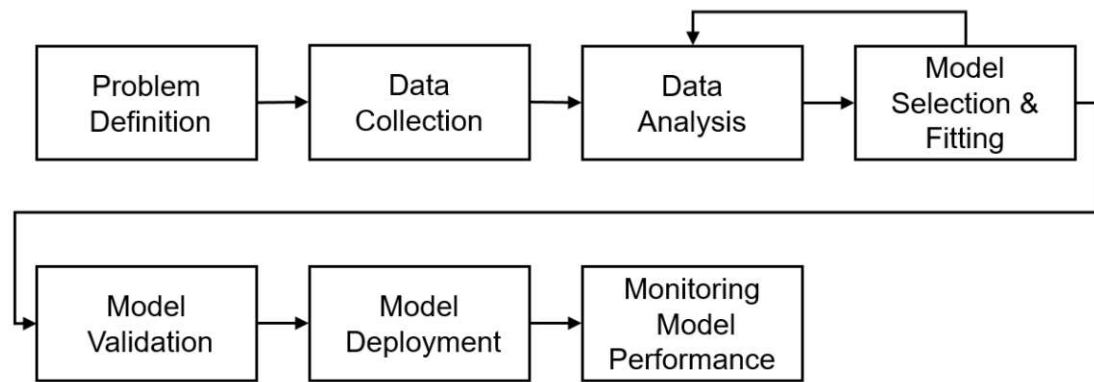 Problem
Definition
Data
Collection
Data
Analysis
Model
Selection &
Fitting
Model
Validation
Model
Deployment
Monitoring
Model
Performance